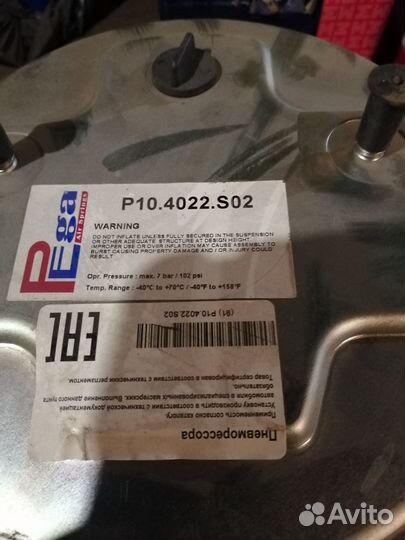 PEga
Air Springs
P10.4022.S02
WARNING
DO NOT INFLATE UNLESS FULLY SECURED IN THE SUSPENSION
OR OTHER ADEQUATE STRUCTURE AT DESIGN HEIGHT.
IMPROPER USE OR OVER INFLATION MAY CAUSE ASSEMBLY TO
BURST CAUSING PROPERTY DAMAGE AND / OR INJURY COULD
RESULT
Opr. Pressure : max. 7 bar / 102 psi
Temp. Range : -40℃ to +70℃ / -40℉ to +158℉
Пневморессора
Применяемость согласно каталогу.
Установку производить в соответствии с технической документацией
автомобиля в специализированных мастерских. Выполнение данного пункта
обязательно.
Товар сертифицирован в соответствии с техническим регламентом.
EAC
(91) P10.4022.S02
Avito